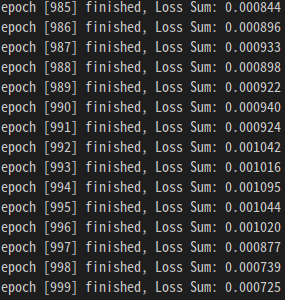 epoch [985] finished, Loss Sum: 0.000844
epoch [986] finished, Loss Sum: 0.000896
epoch [987] finished, Loss Sum: 0.000933
epoch [988] finished, Loss Sum: 0.000898
epoch [989] finished, Loss Sum: 0.000922
epoch [990] finished, Loss Sum: 0.000940
epoch [991] finished, Loss Sum: 0.000924
epoch [992] finished, Loss Sum: 0.001042
epoch [993] finished, Loss Sum: 0.001016
epoch [994] finished, Loss Sum: 0.001095
epoch [995] finished, Loss Sum: 0.001044
epoch [996] finished, Loss Sum: 0.001020
epoch [997] finished, Loss Sum: 0.000877
epoch [998] finished, Loss Sum: 0.000739
epoch [999] finished, Loss Sum: 0.000725